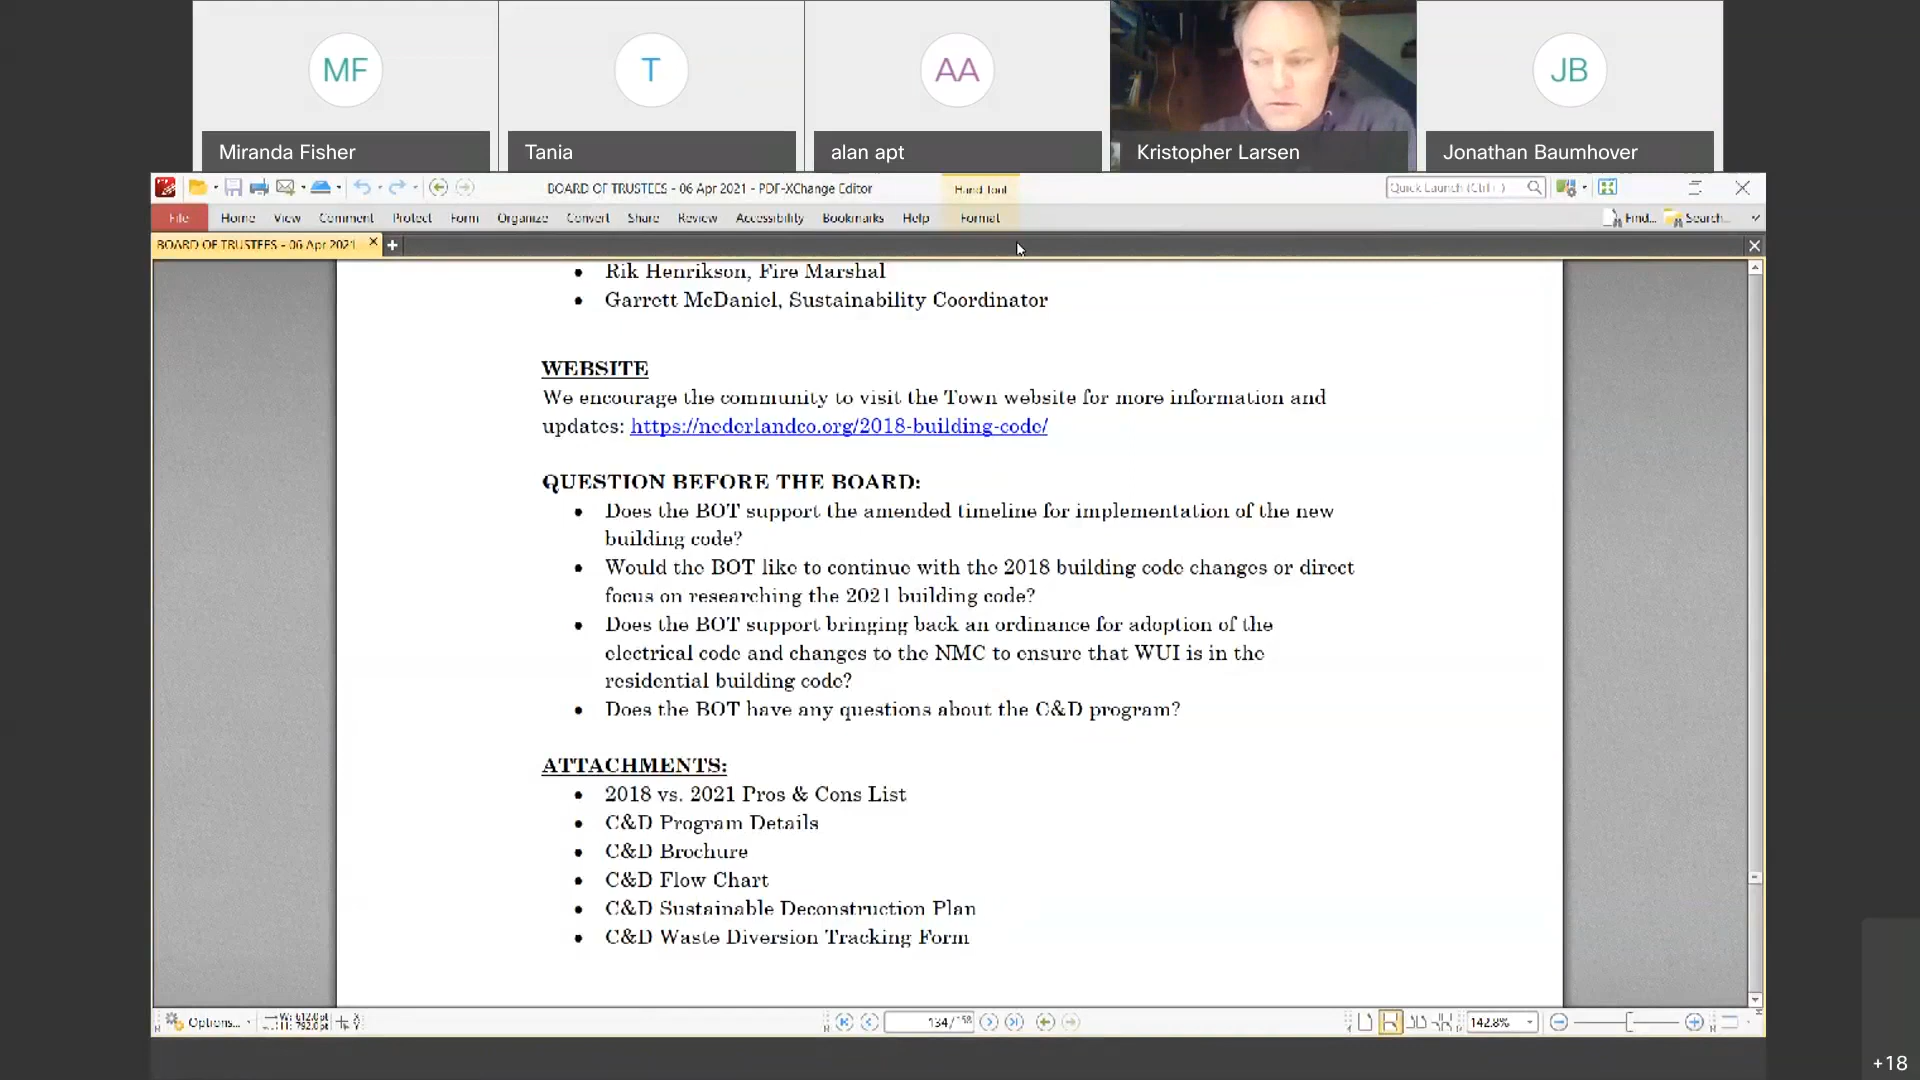 MF
T
AA
JB
Miranda Fisher
Tania
alan apt
Kristopher Larsen
Jonathan Baumhover
BOARD OF TRUSTEES - 06 Apr 2021 - PDF-XChange Editor
Hand Tool
Quick Launch (Ctrl+.)
File
Home
View
Comment
Protect
Form
Organize
Convert
Share
Review
Accessibility
Bookmarks
Help
Format
Find...
Search...
BOARD OF TRUSTEES - 06 Apr 2021
• Rik Henrikson, Fire Marshal
• Garrett McDaniel, Sustainability Coordinator
WEBSITE
We encourage the community to visit the Town website for more information and
updates: https://nederlandco.org/2018-building-code/
QUESTION BEFORE THE BOARD:
• Does the BOT support the amended timeline for implementation of the new
building code?
• Would the BOT like to continue with the 2018 building code changes or direct
focus on researching the 2021 building code?
• Does the BOT support bringing back an ordinance for adoption of the
electrical code and changes to the NMC to ensure that WUI is in the
residential building code?
• Does the BOT have any questions about the C&D program?
ATTACHMENTS:
• 2018 vs. 2021 Pros & Cons List
• C&D Program Details
• C&D Brochure
• C&D Flow Chart
• C&D Sustainable Deconstruction Plan
• C&D Waste Diversion Tracking Form
Options...
W: 612.0pt
H: 792.0pt
X:
Y:
134/158
142.8%
+18